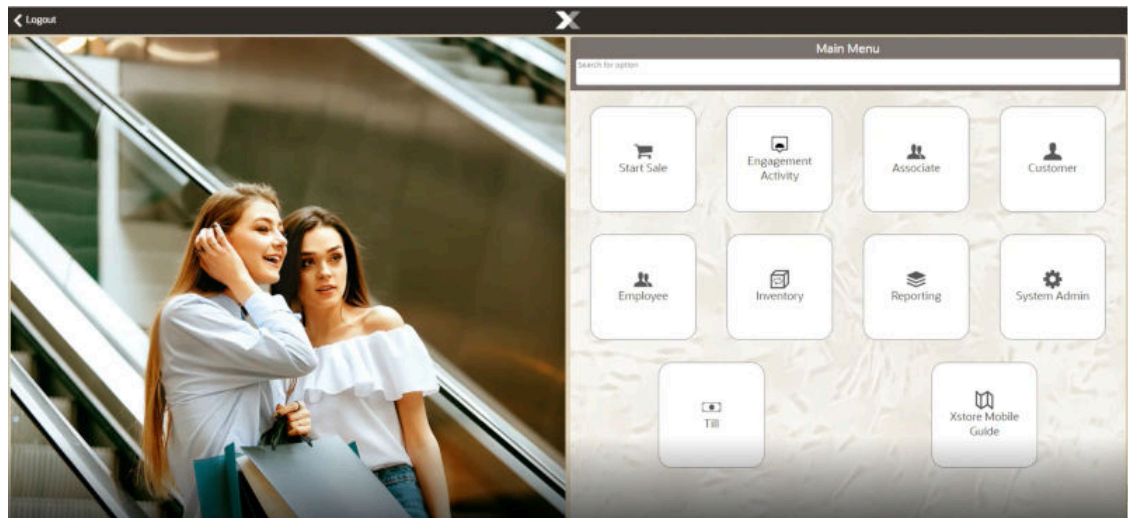 Logout
Main Menu
Search for option
Start Sale
Engagement
Activity
Associate
Customer
Employee
Inventory
Reporting
System Admin
Till
Xstore Mobile
Guide